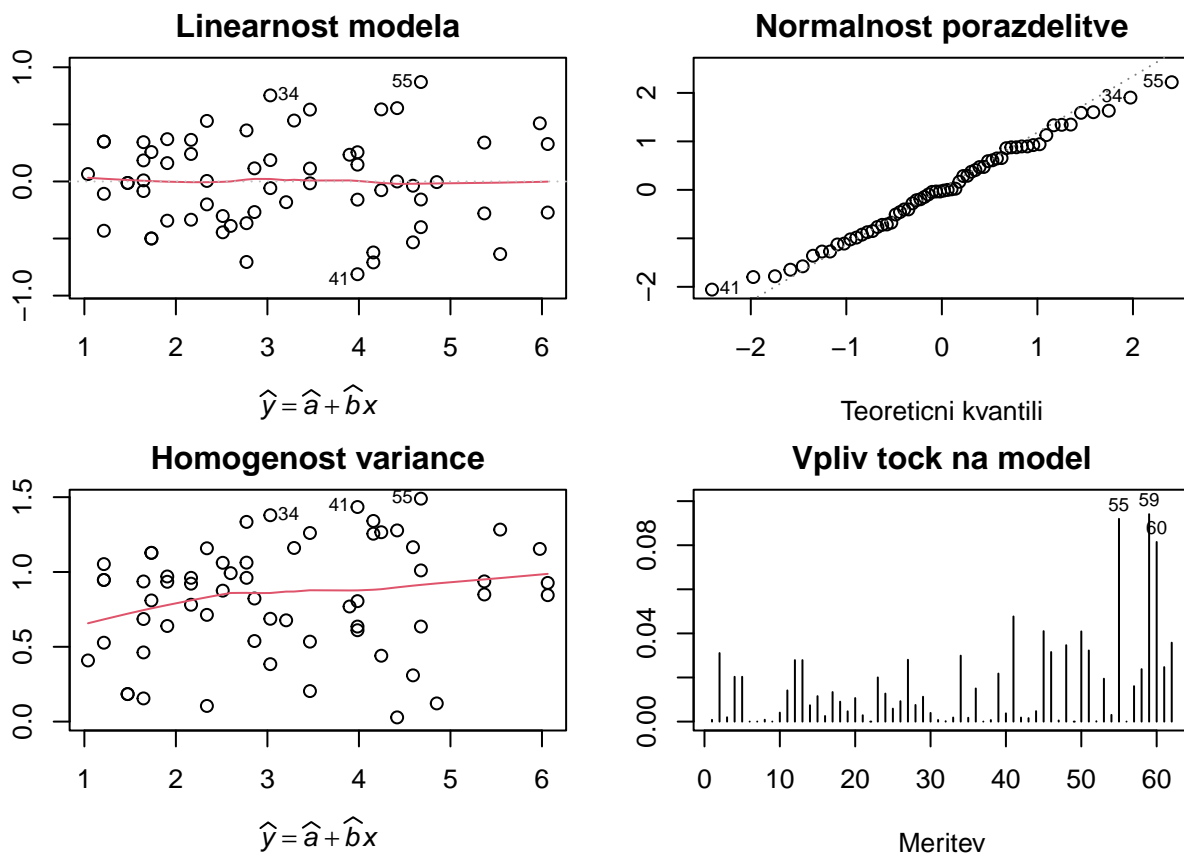 Linearnost modela
1.0
0.0
−1.0
34
55
41
1 2 3 4 5 6
ŷ = â + b̂x
Normalnost porazdelitve
2
0
−2
34
55
41
−2 −1 0 1 2
Teoreticni kvantili
Homogenost variance
1.5
1.0
0.5
0.0
34
41
55
1 2 3 4 5 6
ŷ = â + b̂x
Vpliv tock na model
0.08
0.04
0.00
55
59
60
0 10 20 30 40 50 60
Meritev